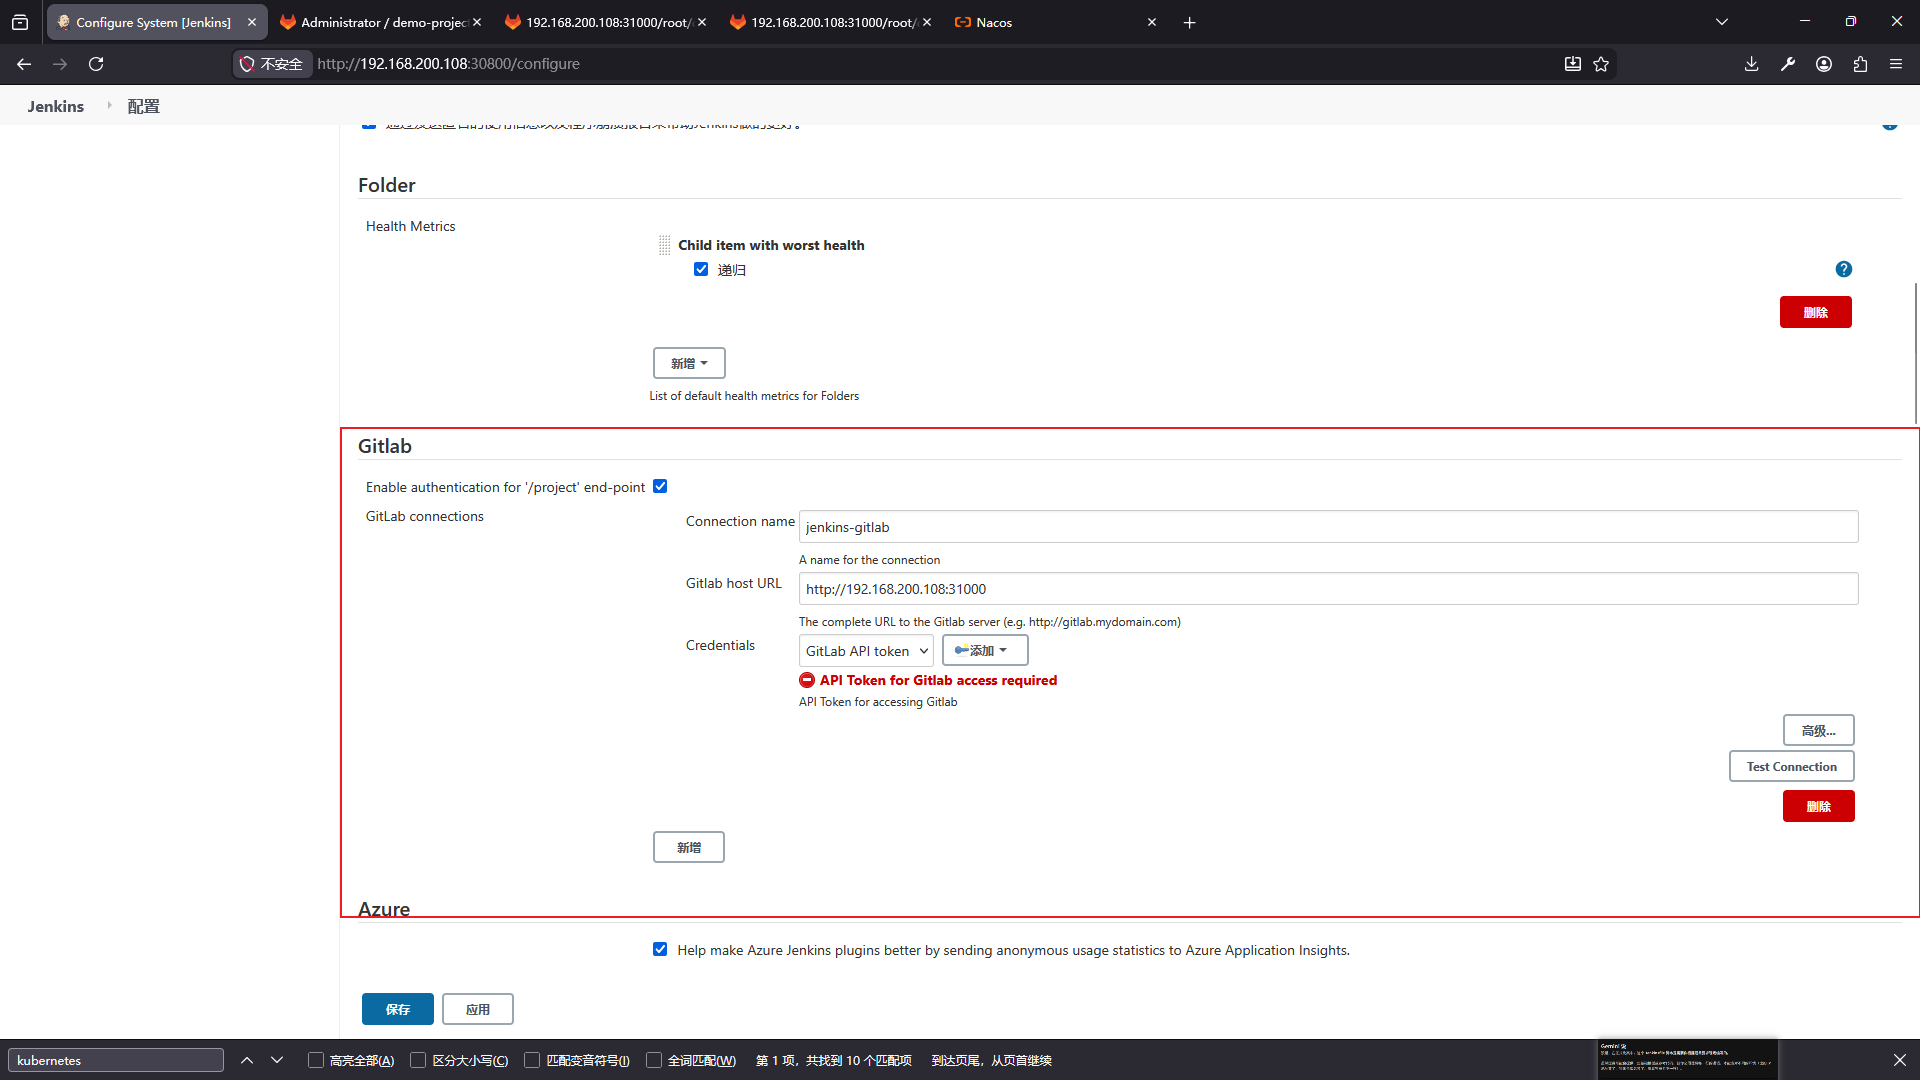 Configure System [Jenkins]
Administrator / demo-projec
192.168.200.108:31000/root/
192.168.200.108:31000/root/
Nacos
不安全
http://192.168.200.108:30800/configure
Jenkins
配置
Folder
Health Metrics
Child item with worst health
递归
删除
新增
List of default health metrics for Folders
Gitlab
Enable authentication for '/project' end-point
GitLab connections
Connection name
jenkins-gitlab
A name for the connection
Gitlab host URL
http://192.168.200.108:31000
The complete URL to the Gitlab server (e.g. http://gitlab.mydomain.com)
Credentials
GitLab API token
添加
API Token for Gitlab access required
API Token for accessing Gitlab
高级...
Test Connection
删除
新增
Azure
Help make Azure Jenkins plugins better by sending anonymous usage statistics to Azure Application Insights.
保存
应用
kubernetes
高亮全部(A)
区分大小写(C)
匹配变音符号(I)
全词匹配(W)
第 1 项，共找到 10 个匹配项
到达页尾，从页首继续